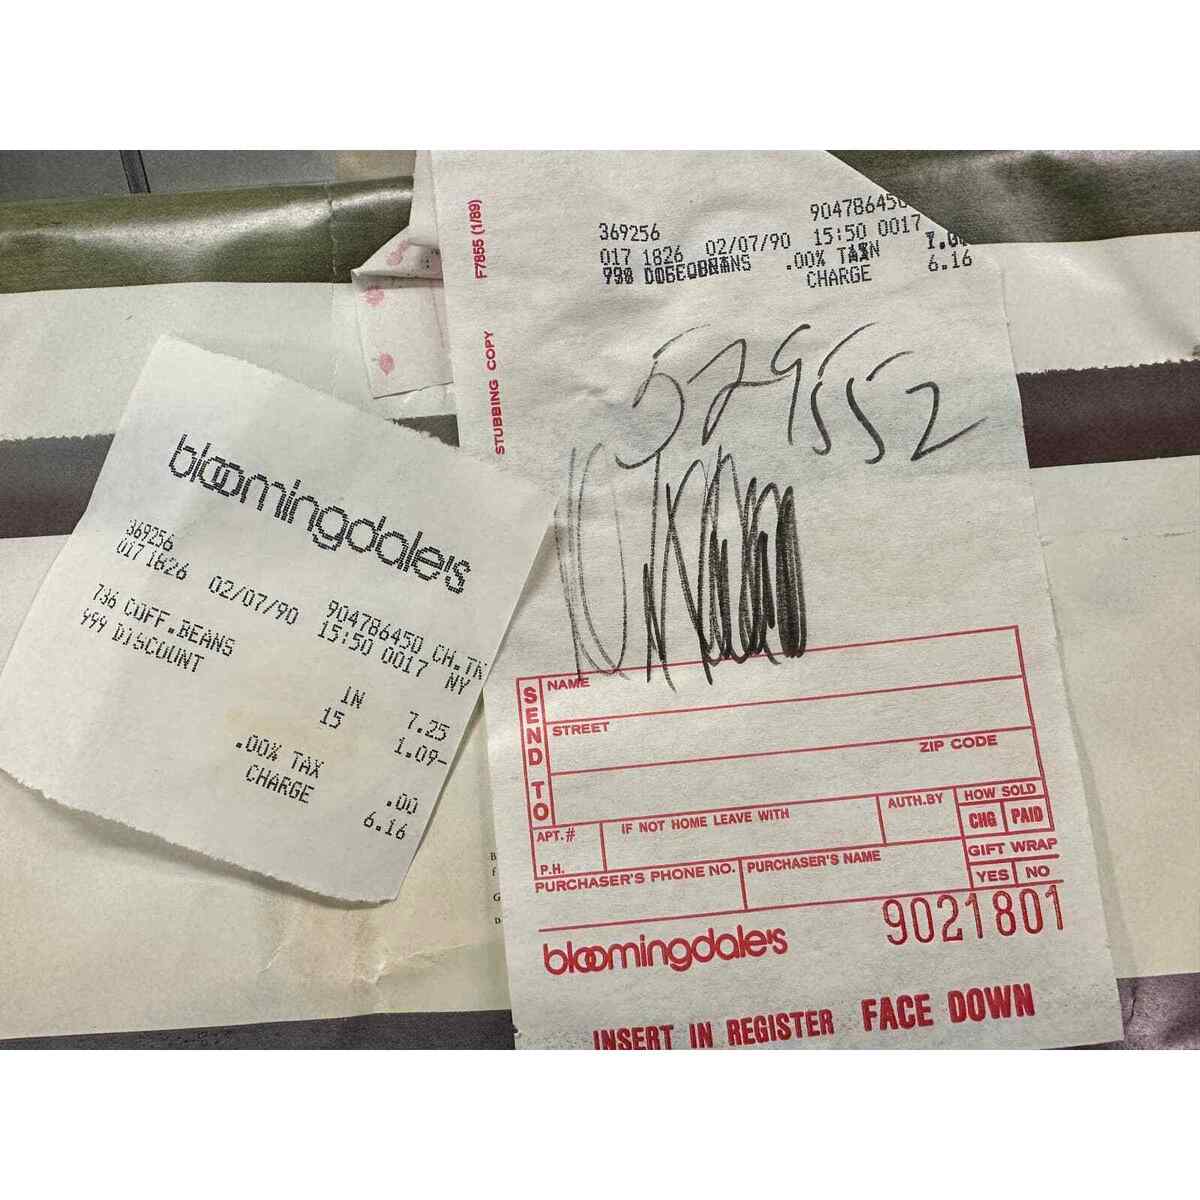 bloomingdale's
369256
017 1826 02/07/90
904786450 CH.TN
15:50 0017 NY
736 COFF.BEANS
999 DISCOUNT
1N 7.25
15 1.09-
.00% TAX .00
CHARGE 6.16
F7855 (1/89)
STUBBING COPY
904786450
369256
017 1826 02/07/90 15:50 0017
.00% TAX
CHARGE 6.16
529552
SEND TO
NAME
STREET
ZIP CODE
APT.# IF NOT HOME LEAVE WITH AUTH.BY HOW SOLD
CHG PAID
P.H.
GIFT WRAP
PURCHASER'S PHONE NO. PURCHASER'S NAME
YES NO
9021801
bloomingdale's
INSERT IN REGISTER FACE DOWN